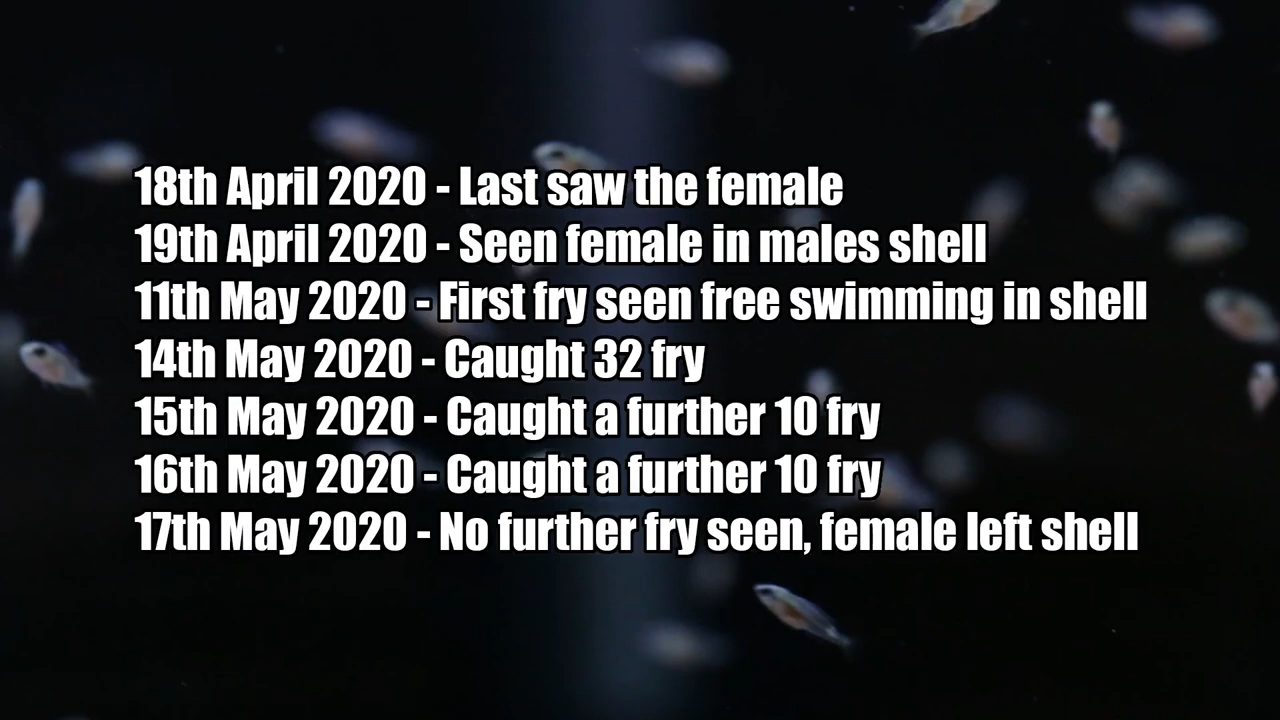 18th April 2020 - Last saw the female
19th April 2020 - Seen female in males shell
11th May 2020 - First fry seen free swimming in shell
14th May 2020 - Caught 32 fry
15th May 2020 - Caught a further 10 fry
16th May 2020 - Caught a further 10 fry
17th May 2020 - No further fry seen, female left shell